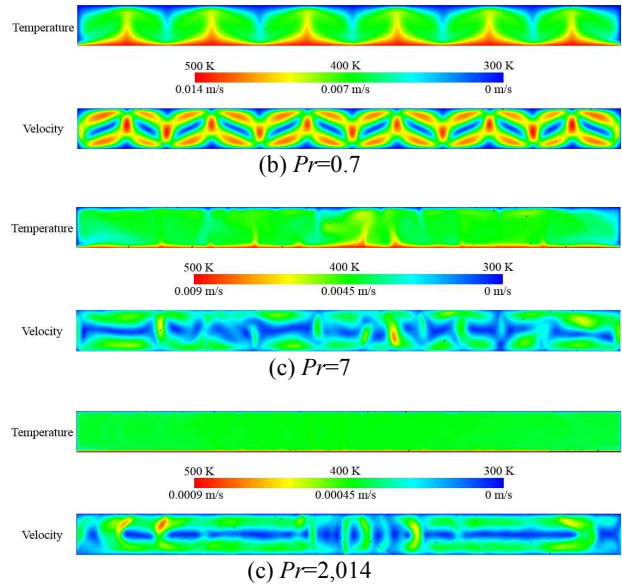 Temperature
500 K 400 K 300 K
0.014 m/s 0.007 m/s 0 m/s
Velocity
(b) Pr=0.7
Temperature
500 K 400 K 300 K
0.009 m/s 0.0045 m/s 0 m/s
Velocity
(c) Pr=7
Temperature
500 K 400 K 300 K
0.0009 m/s 0.00045 m/s 0 m/s
Velocity
(c) Pr=2,014